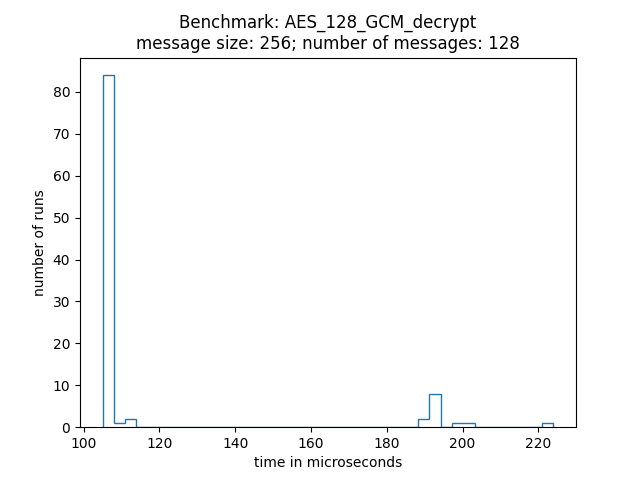 Benchmark: AES_128_GCM_decrypt
message size: 256; number of messages: 128
number of runs
80
70
60
50
40
30
20
10
0
100 120 140 160 180 200 220
time in microseconds